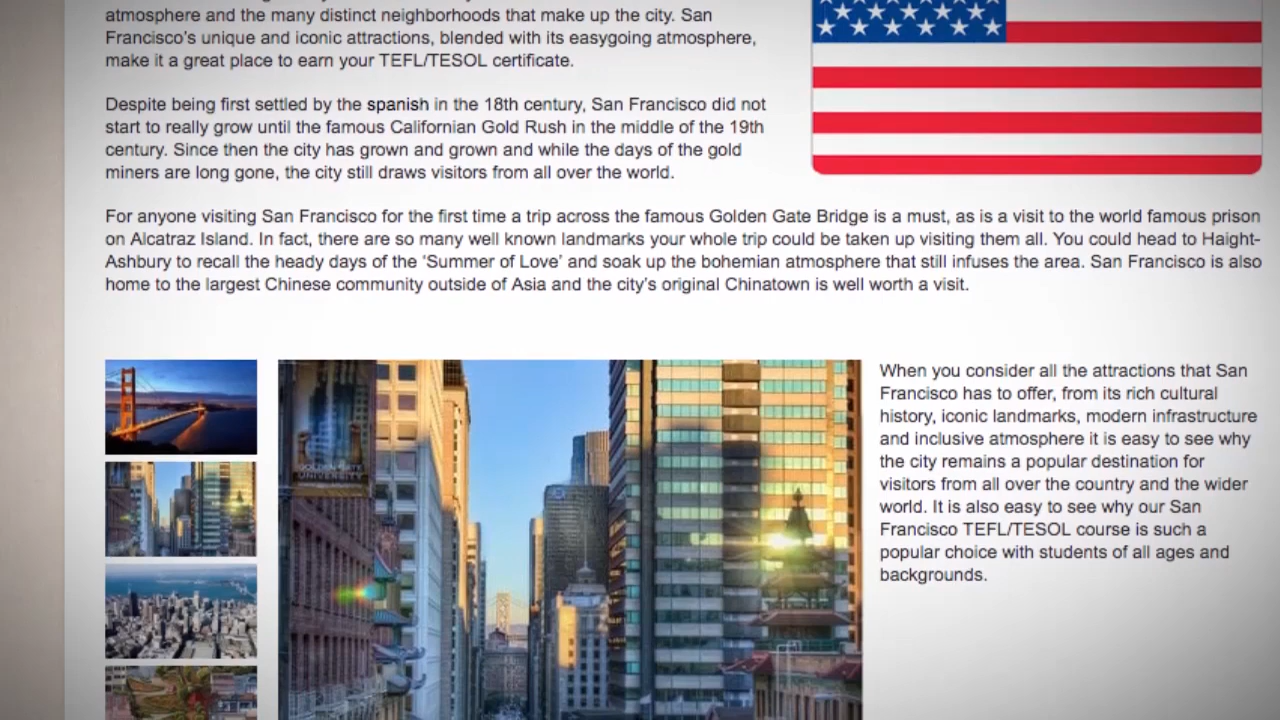 atmosphere and the many distinct neighborhoods that make up the city. San
Francisco's unique and iconic attractions, blended with its easygoing atmosphere,
make it a great place to earn your TEFL/TESOL certificate.
Despite being first settled by the spanish in the 18th century, San Francisco did not
start to really grow until the famous Californian Gold Rush in the middle of the 19th
century. Since then the city has grown and grown and while the days of the gold
miners are long gone, the city still draws visitors from all over the world.
For anyone visiting San Francisco for the first time a trip across the famous Golden Gate Bridge is a must, as is a visit to the world famous prison
on Alcatraz Island. In fact, there are so many well known landmarks your whole trip could be taken up visiting them all. You could head to Haight-
Ashbury to recall the heady days of the 'Summer of Love' and soak up the bohemian atmosphere that still infuses the area. San Francisco is also
home to the largest Chinese community outside of Asia and the city's original Chinatown is well worth a visit.
GOLDEN GATE
UNIVERSITY
When you consider all the attractions that San
Francisco has to offer, from its rich cultural
history, iconic landmarks, modern infrastructure
and inclusive atmosphere it is easy to see why
the city remains a popular destination for
visitors from all over the country and the wider
world. It is also easy to see why our San
Francisco TEFL/TESOL course is such a
popular choice with students of all ages and
backgrounds.